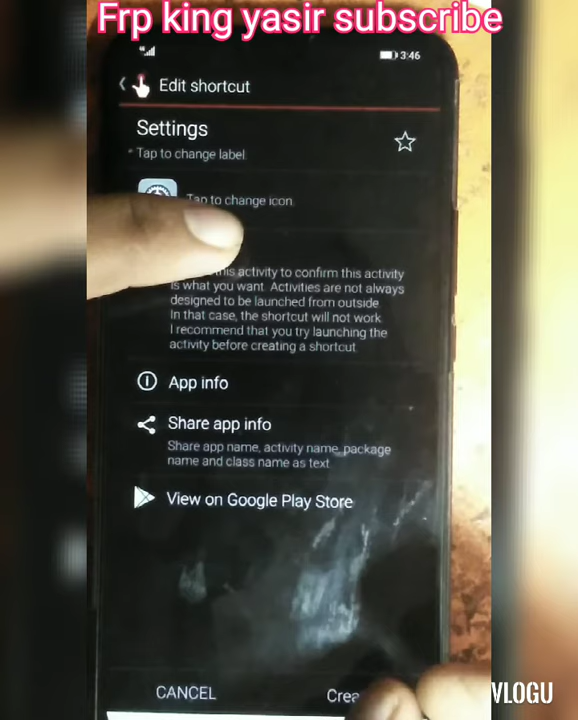 Frp king yasir subscribe
3:46
Edit shortcut
Settings
* Tap to change label.
Tap to change icon.
this activity to confirm this activity
is what you want. Activities are not always
designed to be launched from outside.
In that case, the shortcut will not work.
I recommend that you try launching the
activity before creating a shortcut.
App info
Share app info
Share app name, activity name, package
name and class name as text.
View on Google Play Store
CANCEL
VLOGU